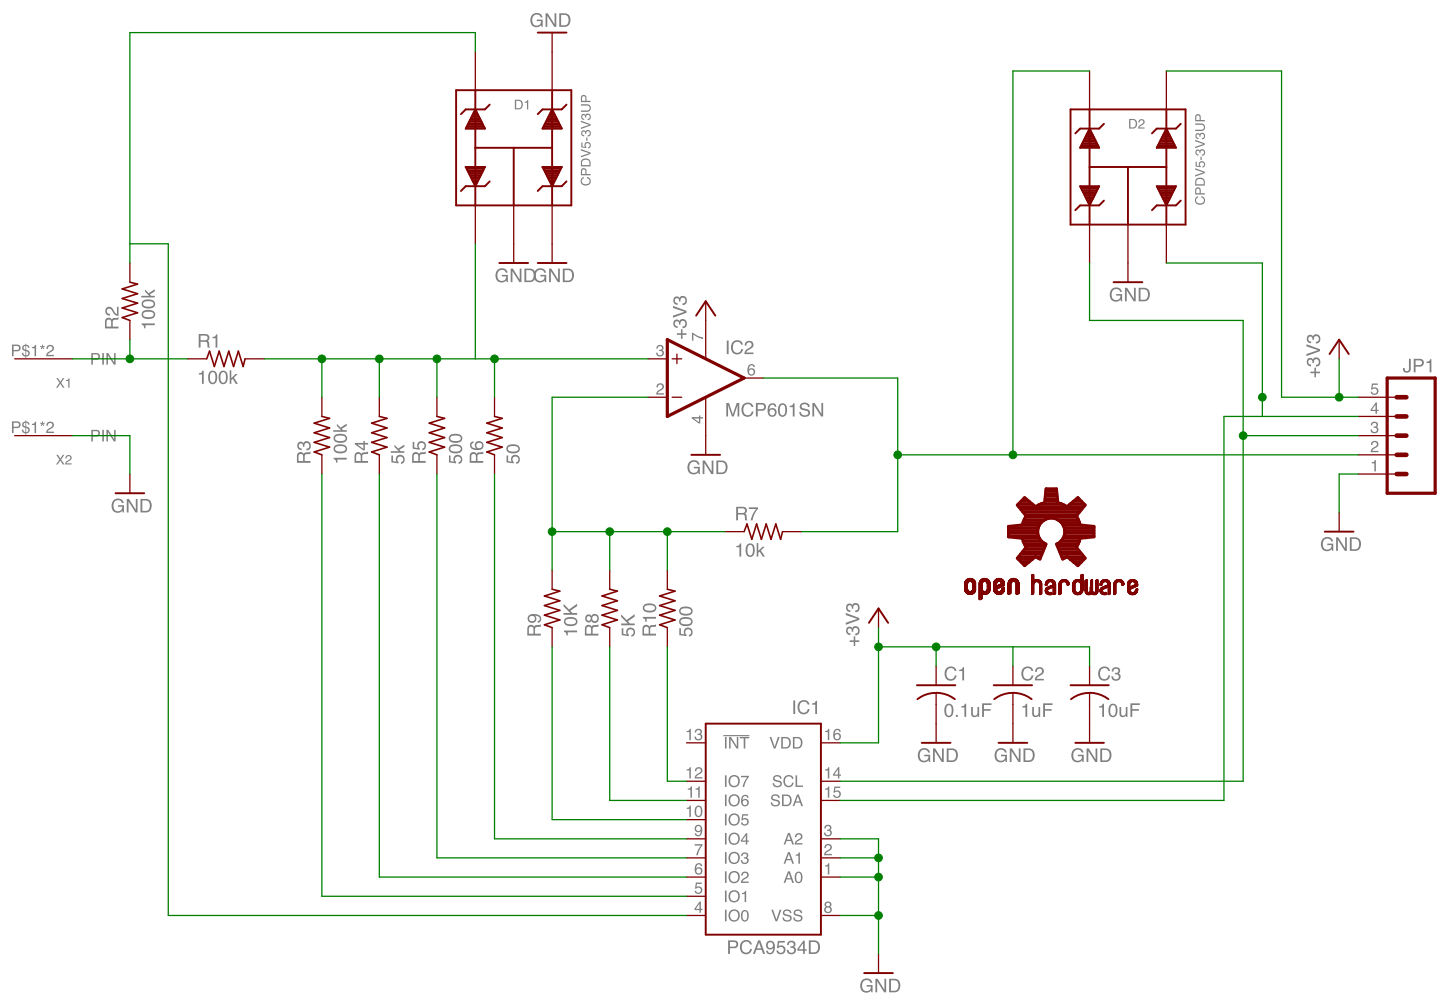 GND
D1
CPDV5-3V3UP
GND
GND
D2
CPDV5-3V3UP
GND
R2
100k
P$1*2
PIN
X1
R1
100k
P$1*2
PIN
X2
GND
R3
100k
R4
5k
R5
500
R6
50
+3V3
7
3
2
6
4
IC2
MCP601SN
GND
R7
10k
R9
10K
R8
5K
R10
500
+3V3
JP1
5
4
3
2
1
GND
open hardware
+3V3
C1
0.1uF
GND
C2
1uF
GND
C3
10uF
GND
IC1
13 INT VDD 16
12 IO7 SCL 14
11 IO6 SDA 15
10 IO5
9 IO4 A2 3
7 IO3 A1 2
6 IO2 A0 1
5 IO1
4 IO0 VSS 8
PCA9534D
GND